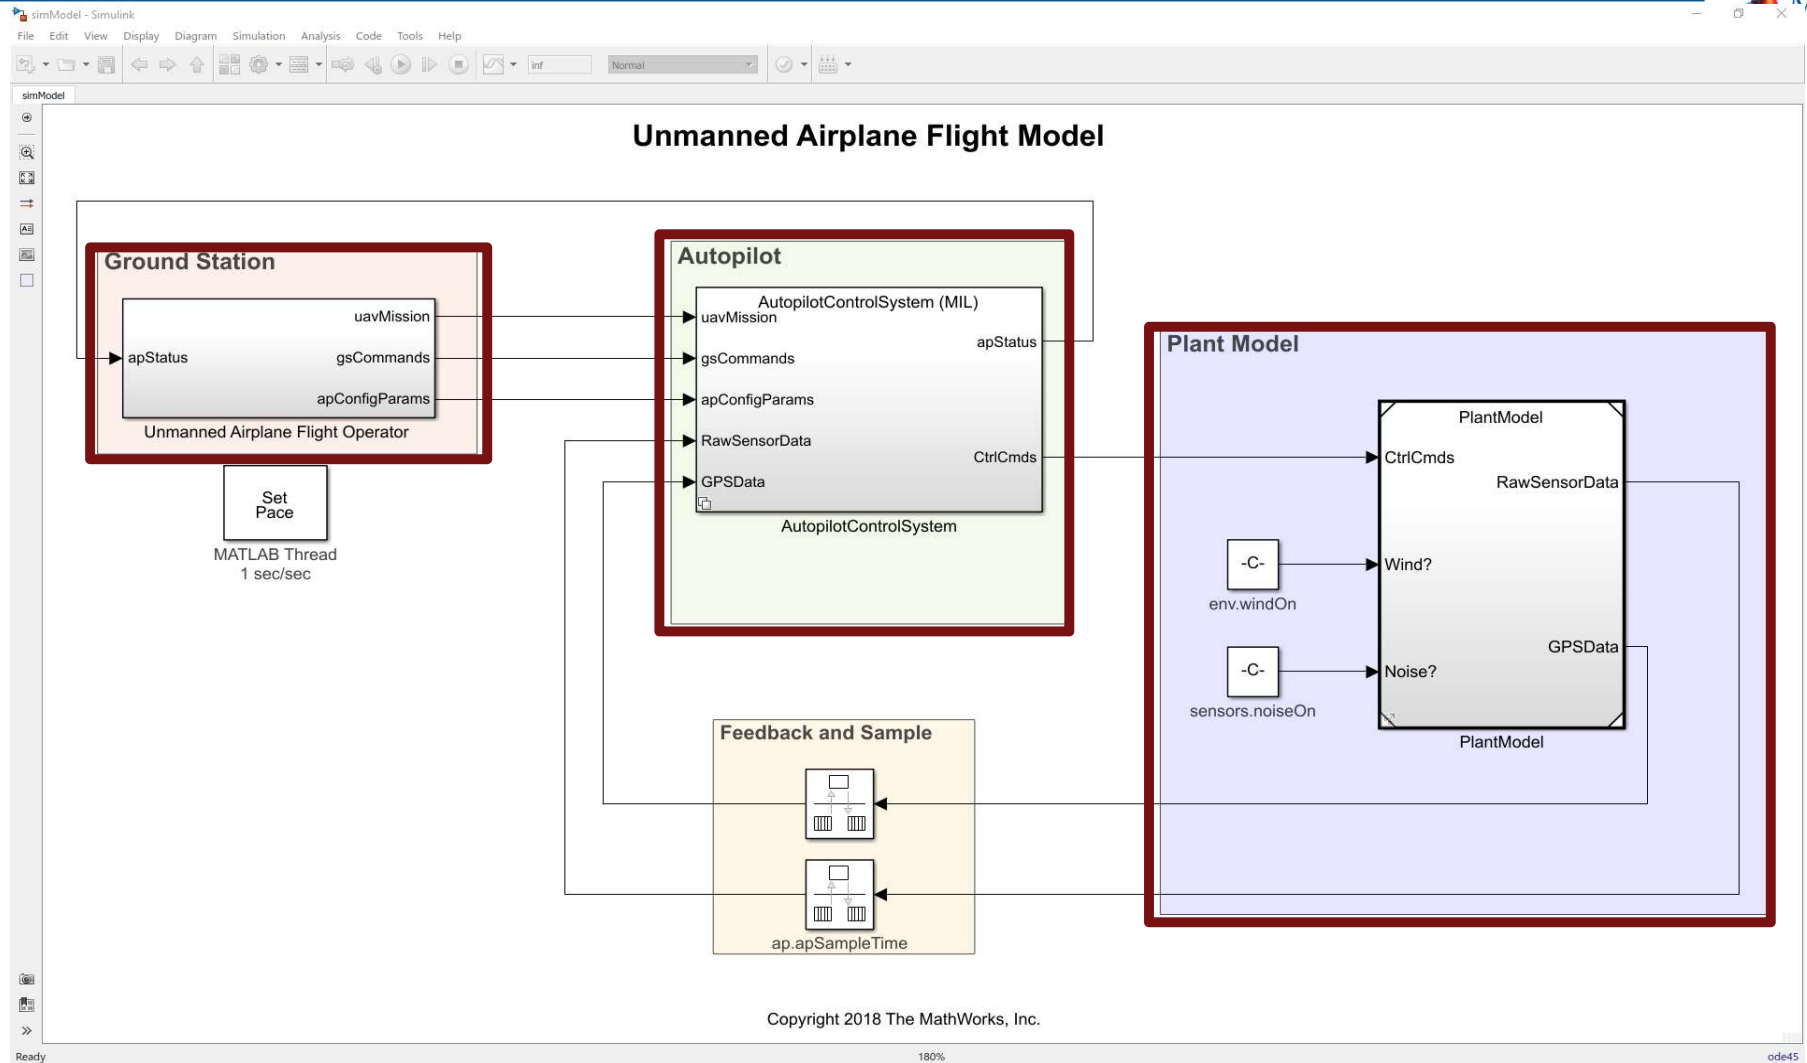 simModel - Simulink
File Edit View Display Diagram Simulation Analysis Code Tools Help
inf Normal
simModel
Unmanned Airplane Flight Model
Ground Station
uavMission
apStatus gsCommands
apConfigParams
Unmanned Airplane Flight Operator
Set
Pace
MATLAB Thread
1 sec/sec
Autopilot
AutopilotControlSystem (MIL)
uavMission
apStatus
gsCommands
apConfigParams
RawSensorData
CtrlCmds
GPSData
AutopilotControlSystem
Plant Model
PlantModel
CtrlCmds
RawSensorData
-C-
Wind?
env.windOn
GPSData
-C-
Noise?
sensors.noiseOn
PlantModel
Feedback and Sample
ap.apSampleTime
Copyright 2018 The MathWorks, Inc.
Ready 180% ode45